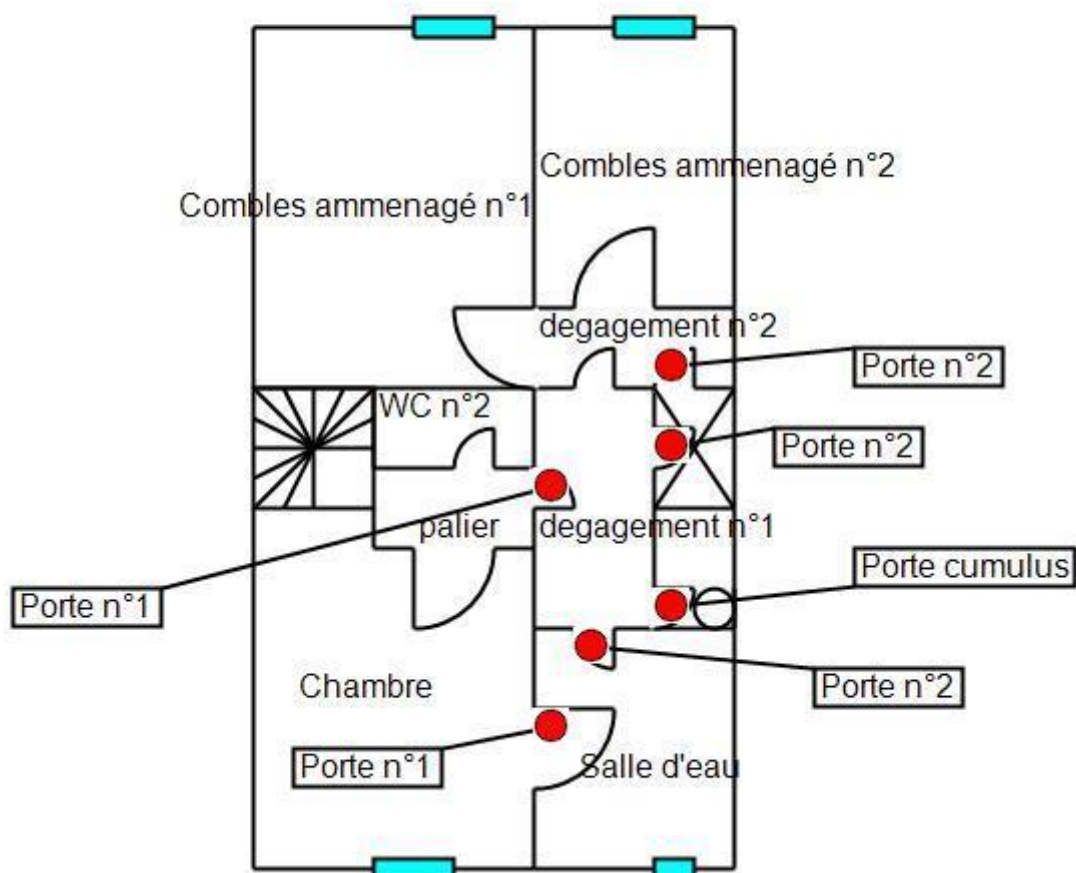 Combles ammenagé n°2
Combles ammenagé n°1
degagement n°2
Porte n°2
WC n°2
Porte n°2
palier
degagement n°1
Porte cumulus
Porte n°1
Chambre
Porte n°2
Porte n°1
Salle d'eau